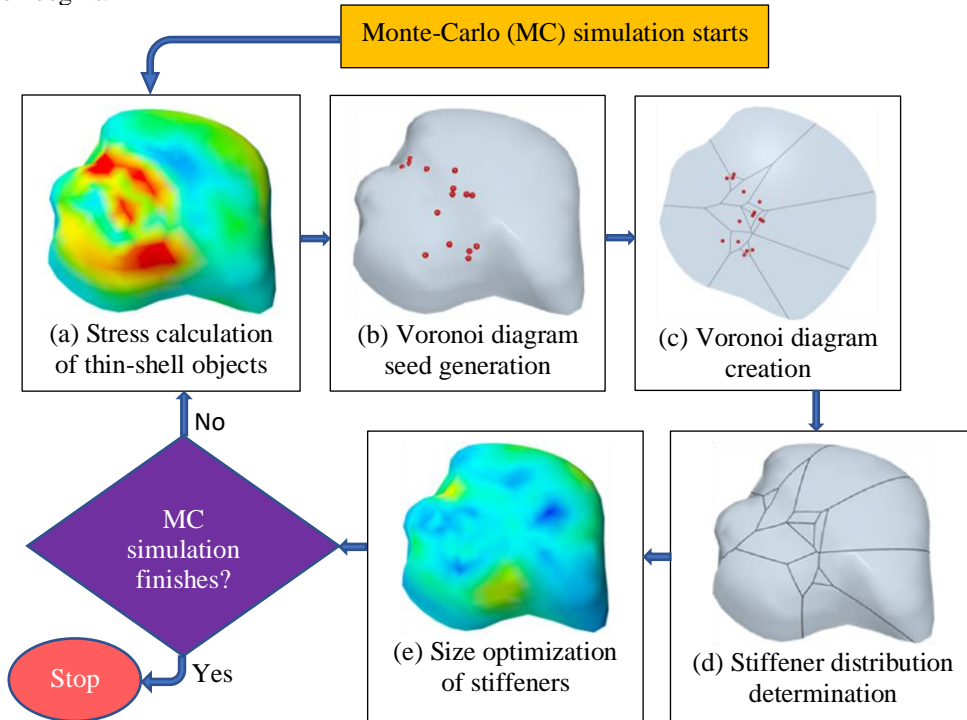 Monte-Carlo (MC) simulation starts
(a) Stress calculation
of thin-shell objects
(b) Voronoi diagram
seed generation
(c) Voronoi diagram
creation
(d) Stiffener distribution
determination
(e) Size optimization
of stiffeners
MC
simulation
finishes?
No
Yes
Stop